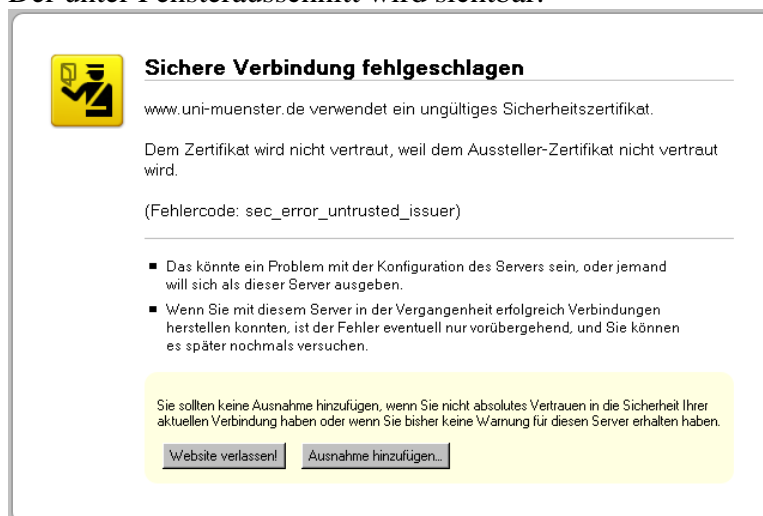 Der unter Fensterausschnitt wird sichtbar:
Sichere Verbindung fehlgeschlagen
www.uni-muenster.de verwendet ein ungültiges Sicherheitszertifikat.
Dem Zertifikat wird nicht vertraut, weil dem Aussteller-Zertifikat nicht vertraut
wird.
(Fehlercode: sec_error_untrusted_issuer)
Das könnte ein Problem mit der Konfiguration des Servers sein, oder jemand
will sich als dieser Server ausgeben.
Wenn Sie mit diesem Server in der Vergangenheit erfolgreich Verbindungen
herstellen konnten, ist der Fehler eventuell nur vorübergehend, und Sie können
es später nochmals versuchen.
Sie sollten keine Ausnahme hinzufügen, wenn Sie nicht absolutes Vertrauen in die Sicherheit Ihrer
aktuellen Verbindung haben oder wenn Sie bisher keine Warnung für diesen Server erhalten haben.
Website verlassen! Ausnahme hinzufügen...